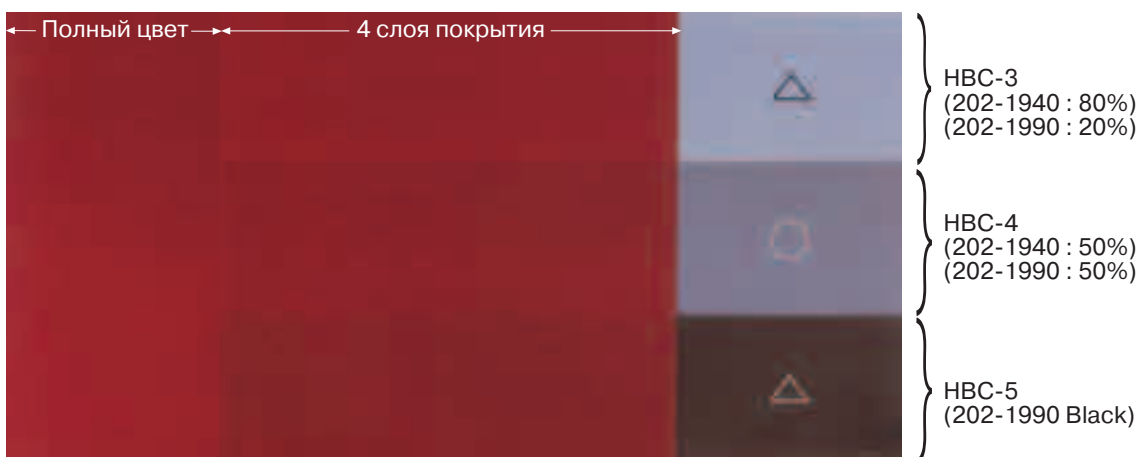 Полный цвет
4 слоя покрытия
HBC-3
(202-1940 : 80%)
(202-1990 : 20%)
HBC-4
(202-1940 : 50%)
(202-1990 : 50%)
HBC-5
(202-1990 Black)